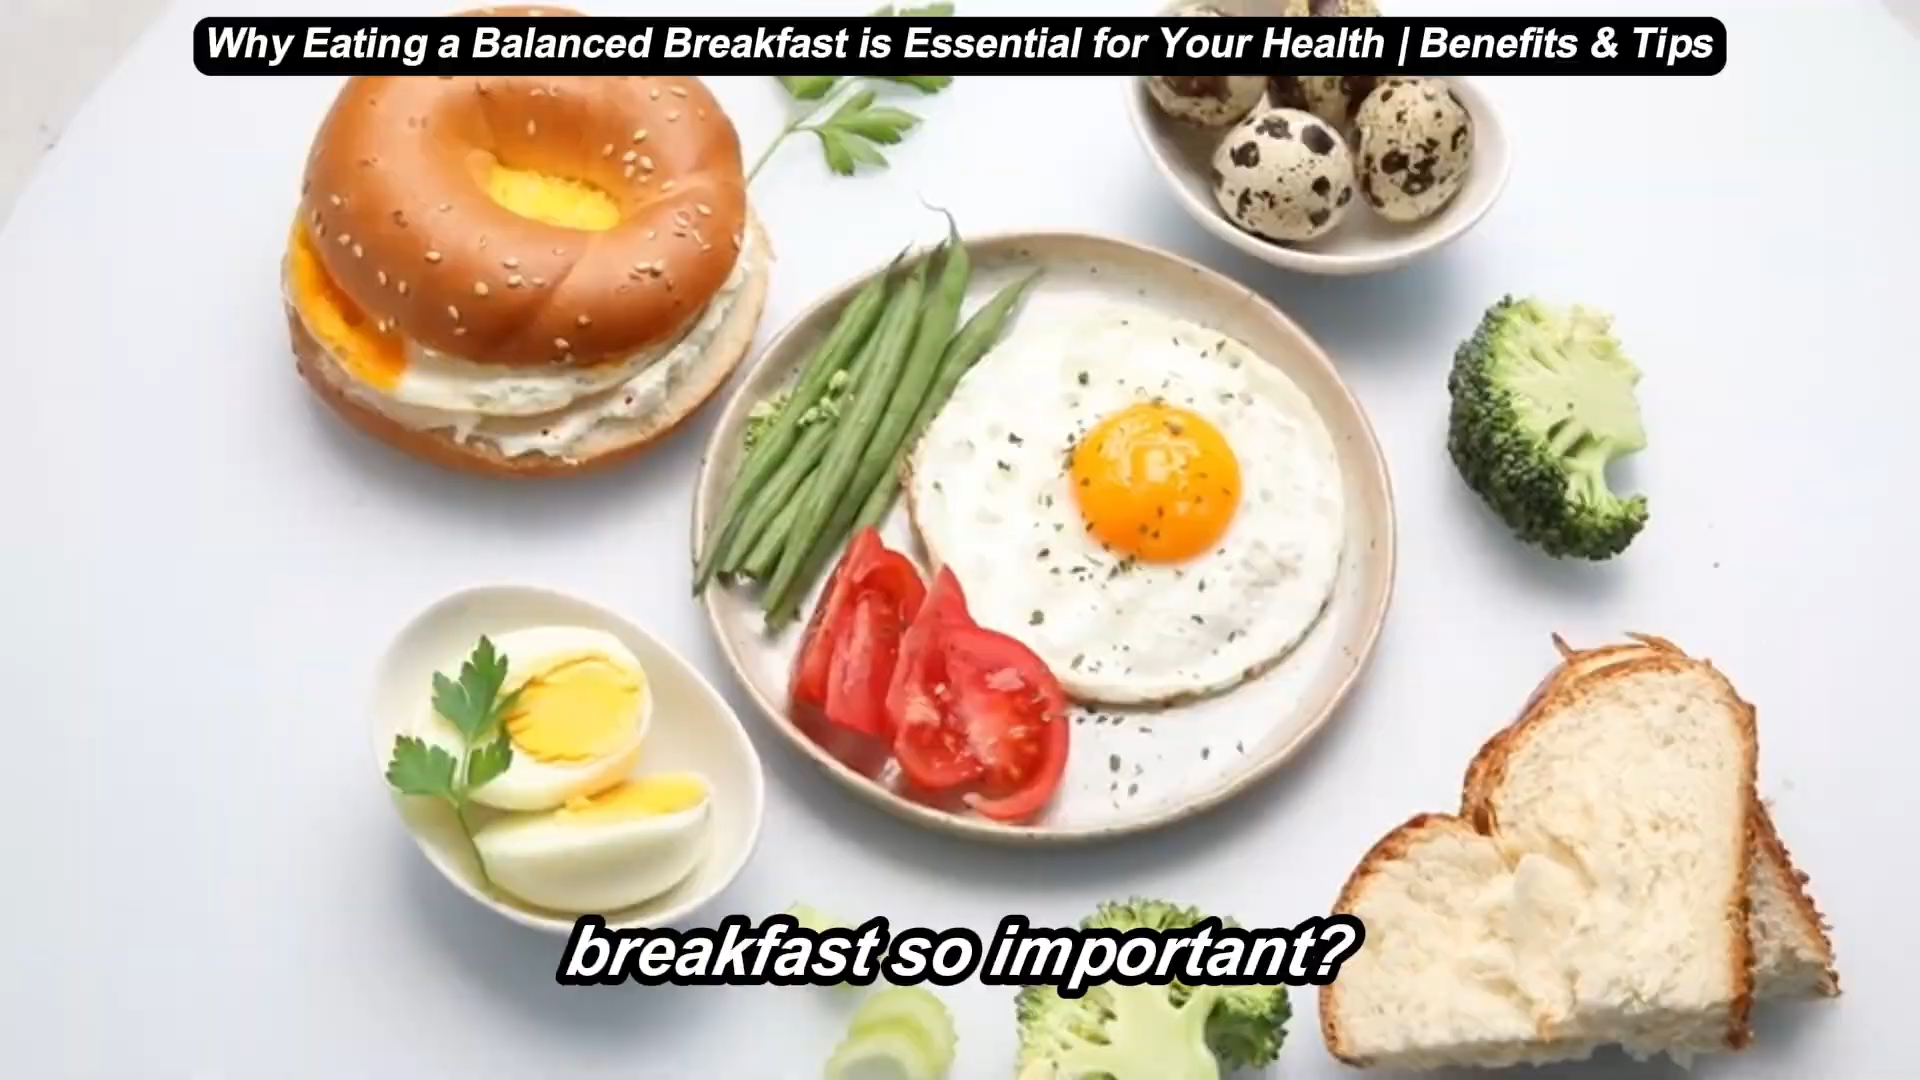 Why Eating a Balanced Breakfast is Essential for Your Health | Benefits & Tips
breakfast so important?